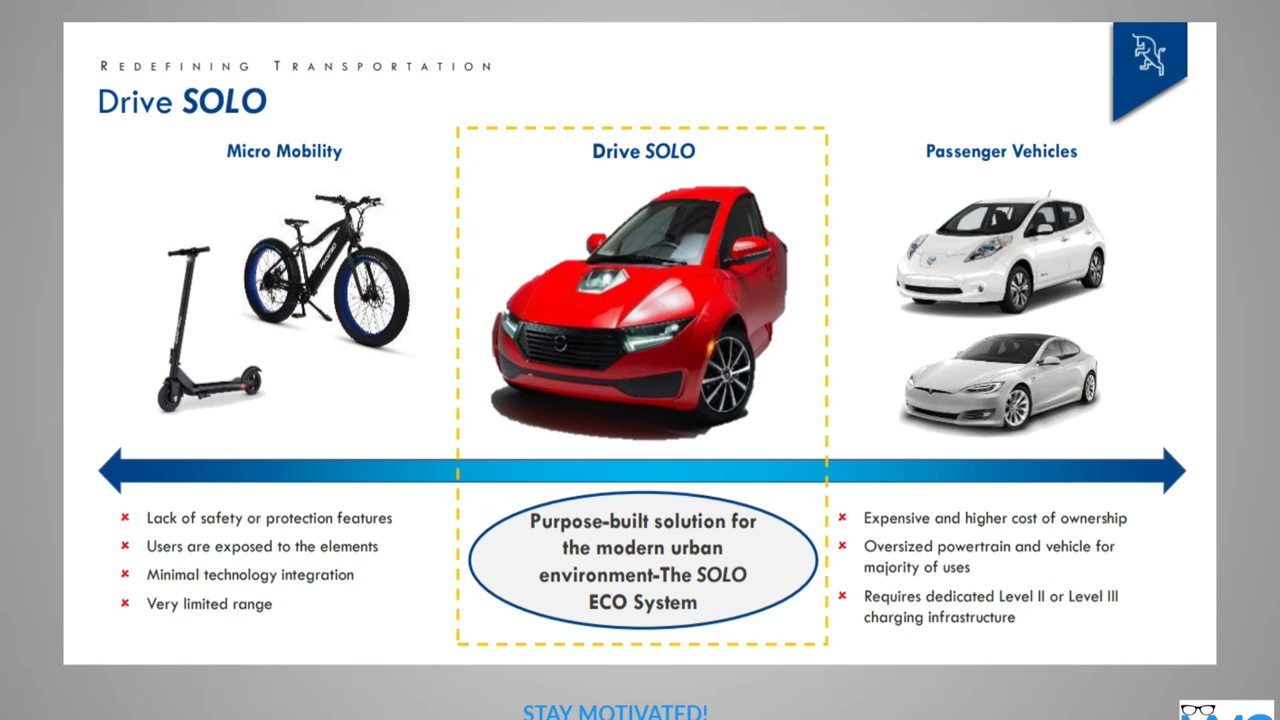 REDEFINING TRANSPORTATION
Drive SOLO
Micro Mobility
Drive SOLO
Passenger Vehicles
Lack of safety or protection features
Users are exposed to the elements
Minimal technology integration
Very limited range
Purpose-built solution for
the modern urban
environment-The SOLO
ECO System
Expensive and higher cost of ownership
Oversized powertrain and vehicle for
majority of uses
Requires dedicated Level II or Level III
charging infrastructure
STAY MOTIVATED!